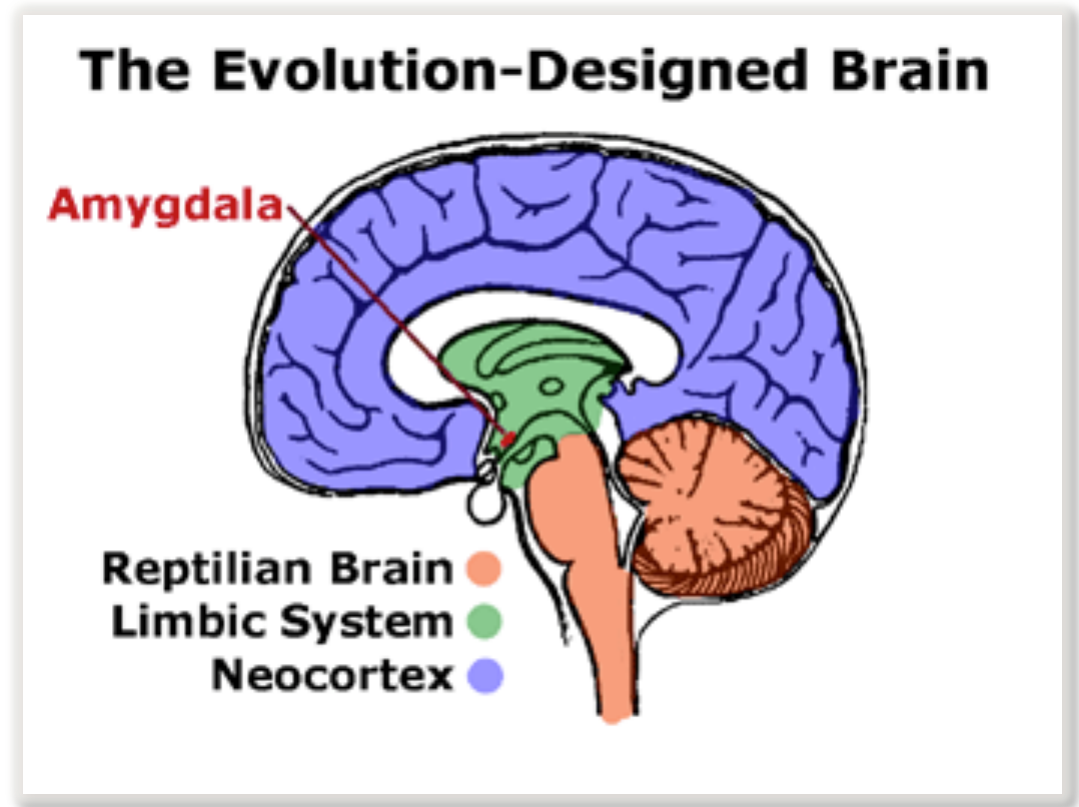 The Evolution-Designed Brain
Amygdala
Reptilian Brain
Limbic System
Neocortex